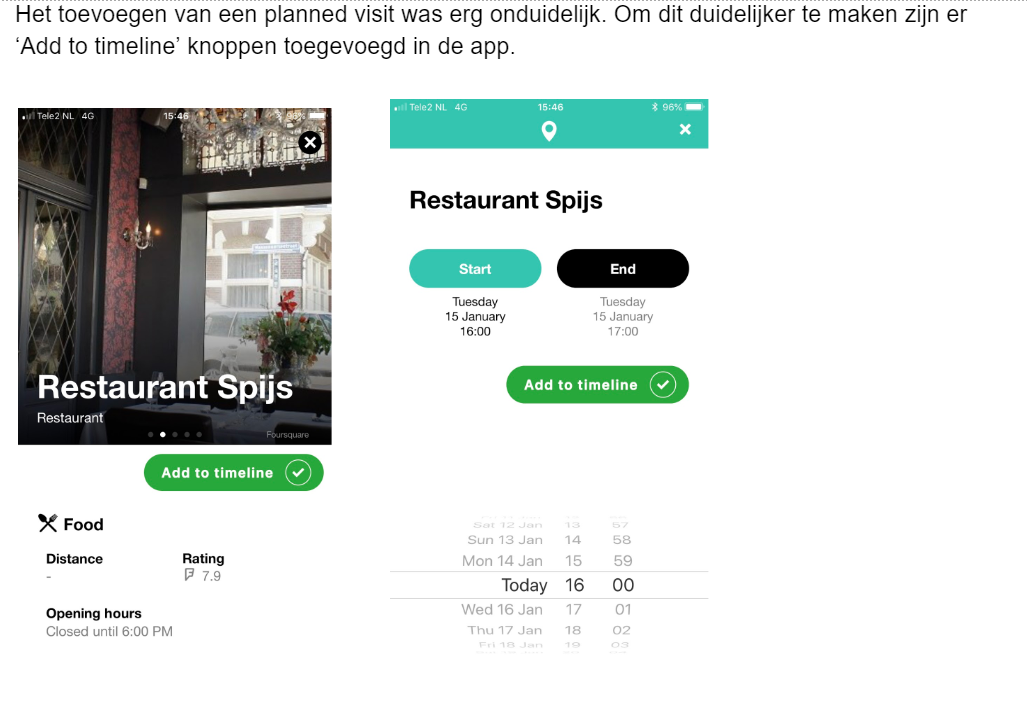 Het toevoegen van een planned visit was erg onduidelijk. Om dit duidelijker te maken zijn er
‘Add to timeline’ knoppen toegevoegd in de app.
Tele2 NL 4G 15:46 96%
Restaurant Spijs
Restaurant
Foursquare
Add to timeline
Food
Distance Rating
- 7.9
Opening hours
Closed until 6:00 PM
Tele2 NL 4G 15:46 96%
Restaurant Spijs
Start End
Tuesday Tuesday
15 January 15 January
16:00 17:00
Add to timeline
Sat 12 Jan 13 57
Sun 13 Jan 14 58
Mon 14 Jan 15 59
Today 16 00
Wed 16 Jan 17 01
Thu 17 Jan 18 02
Fri 18 Jan 19 03